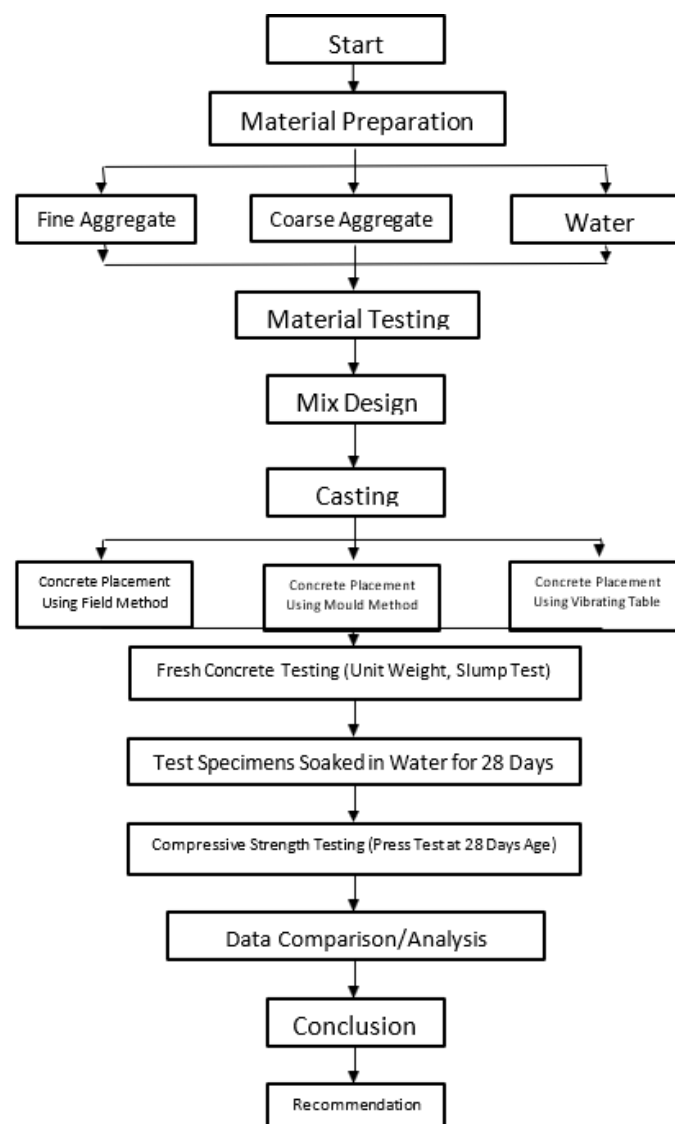 Start
Material Preparation
Fine Aggregate
Coarse Aggregate
Water
Material Testing
Mix Design
Casting
Concrete Placement
Using Field Method
Concrete Placement
Using Mould Method
Concrete Placement
Using Vibrating Table
Fresh Concrete Testing (Unit Weight, Slump Test)
Test Specimens Soaked in Water for 28 Days
Compressive Strength Testing (Press Test at 28 Days Age)
Data Comparison/Analysis
Conclusion
Recommendation